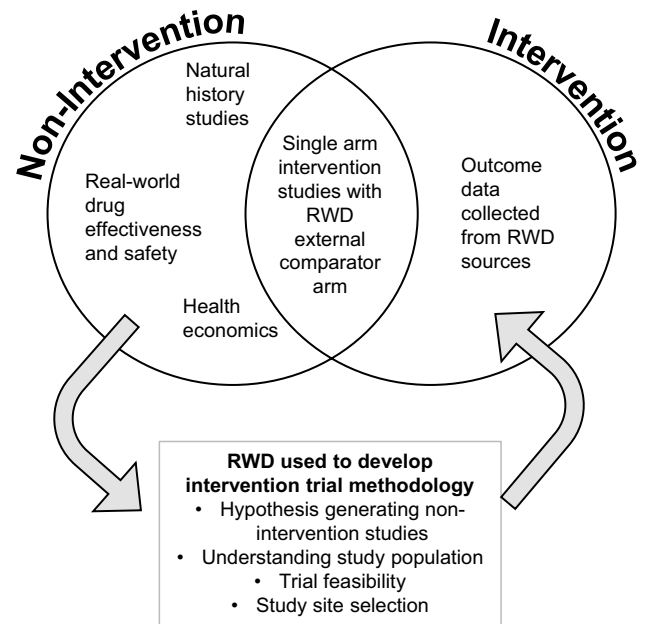 Non-Intervention
Intervention
Natural
history
studies
Real-world
drug
effectiveness
and safety
Health
economics
Single arm
intervention
studies with
RWD
external
comparator
arm
Outcome
data
collected
from RWD
sources
RWD used to develop
intervention trial methodology
• Hypothesis generating non-
intervention studies
• Understanding study population
• Trial feasibility
• Study site selection